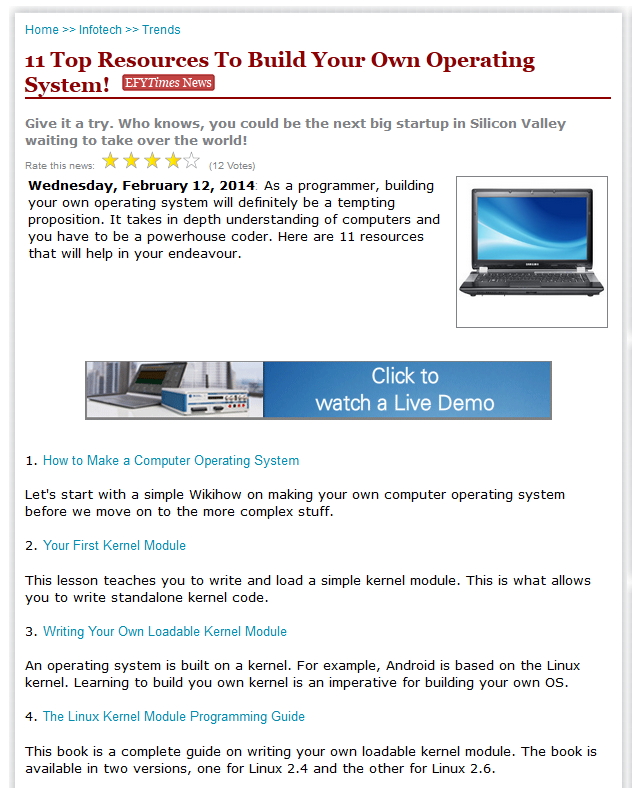 Home >> Infotech >> Trends
11 Top Resources To Build Your Own Operating
System! EFYTimes News
Give it a try. Who knows, you could be the next big startup in Silicon Valley
waiting to take over the world!
Rate this news: (12 Votes)
Wednesday, February 12, 2014: As a programmer, building
your own operating system will definitely be a tempting
proposition. It takes in depth understanding of computers and
you have to be a powerhouse coder. Here are 11 resources
that will help in your endeavour.
SAMSUNG
Click to
watch a Live Demo
1. How to Make a Computer Operating System
Let's start with a simple Wikihow on making your own computer operating system
before we move on to the more complex stuff.
2. Your First Kernel Module
This lesson teaches you to write and load a simple kernel module. This is what allows
you to write standalone kernel code.
3. Writing Your Own Loadable Kernel Module
An operating system is built on a kernel. For example, Android is based on the Linux
kernel. Learning to build you own kernel is an imperative for building your own OS.
4. The Linux Kernel Module Programming Guide
This book is a complete guide on writing your own loadable kernel module. The book is
available in two versions, one for Linux 2.4 and the other for Linux 2.6.